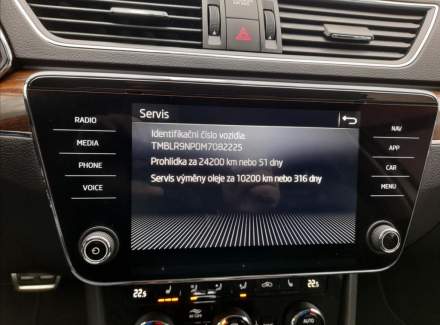 RADIO
MEDIA
PHONE
VOICE
Servis
Identifikační číslo vozidla:
TMBLR9NP0M7082225
Prohlídka za 24200 km nebo 51 dny
Servis výměny oleje za 10200 km nebo 316 dny
NAV
APP
CAR
MENU
22.5
22.5
AUTO